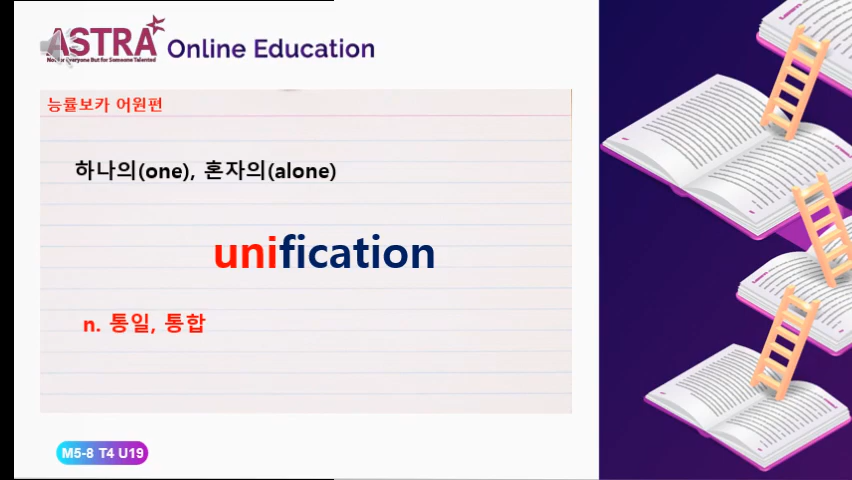 ASTRA
Online Education
능률보카 어원편
하나의(one), 혼자의(alone)
unification
n. 통일, 통합
M5-8 T4 U19